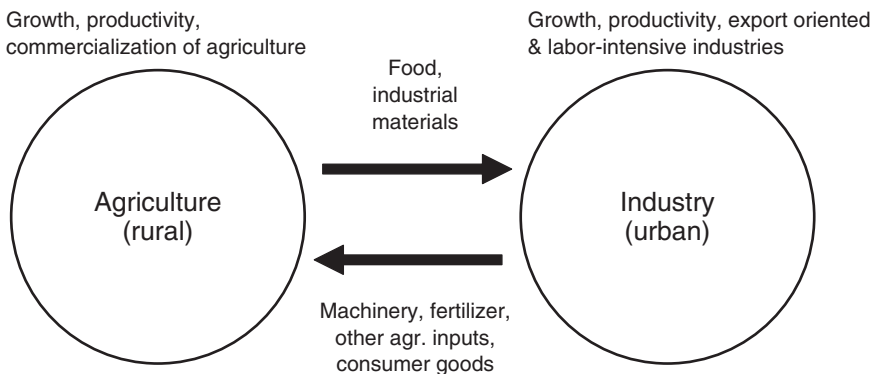 Growth, productivity,
commercialization of agriculture
Growth, productivity, export oriented
& labor-intensive industries
Food,
industrial
materials
Agriculture
(rural)
Industry
(urban)
Machinery, fertilizer,
other agr. inputs,
consumer goods